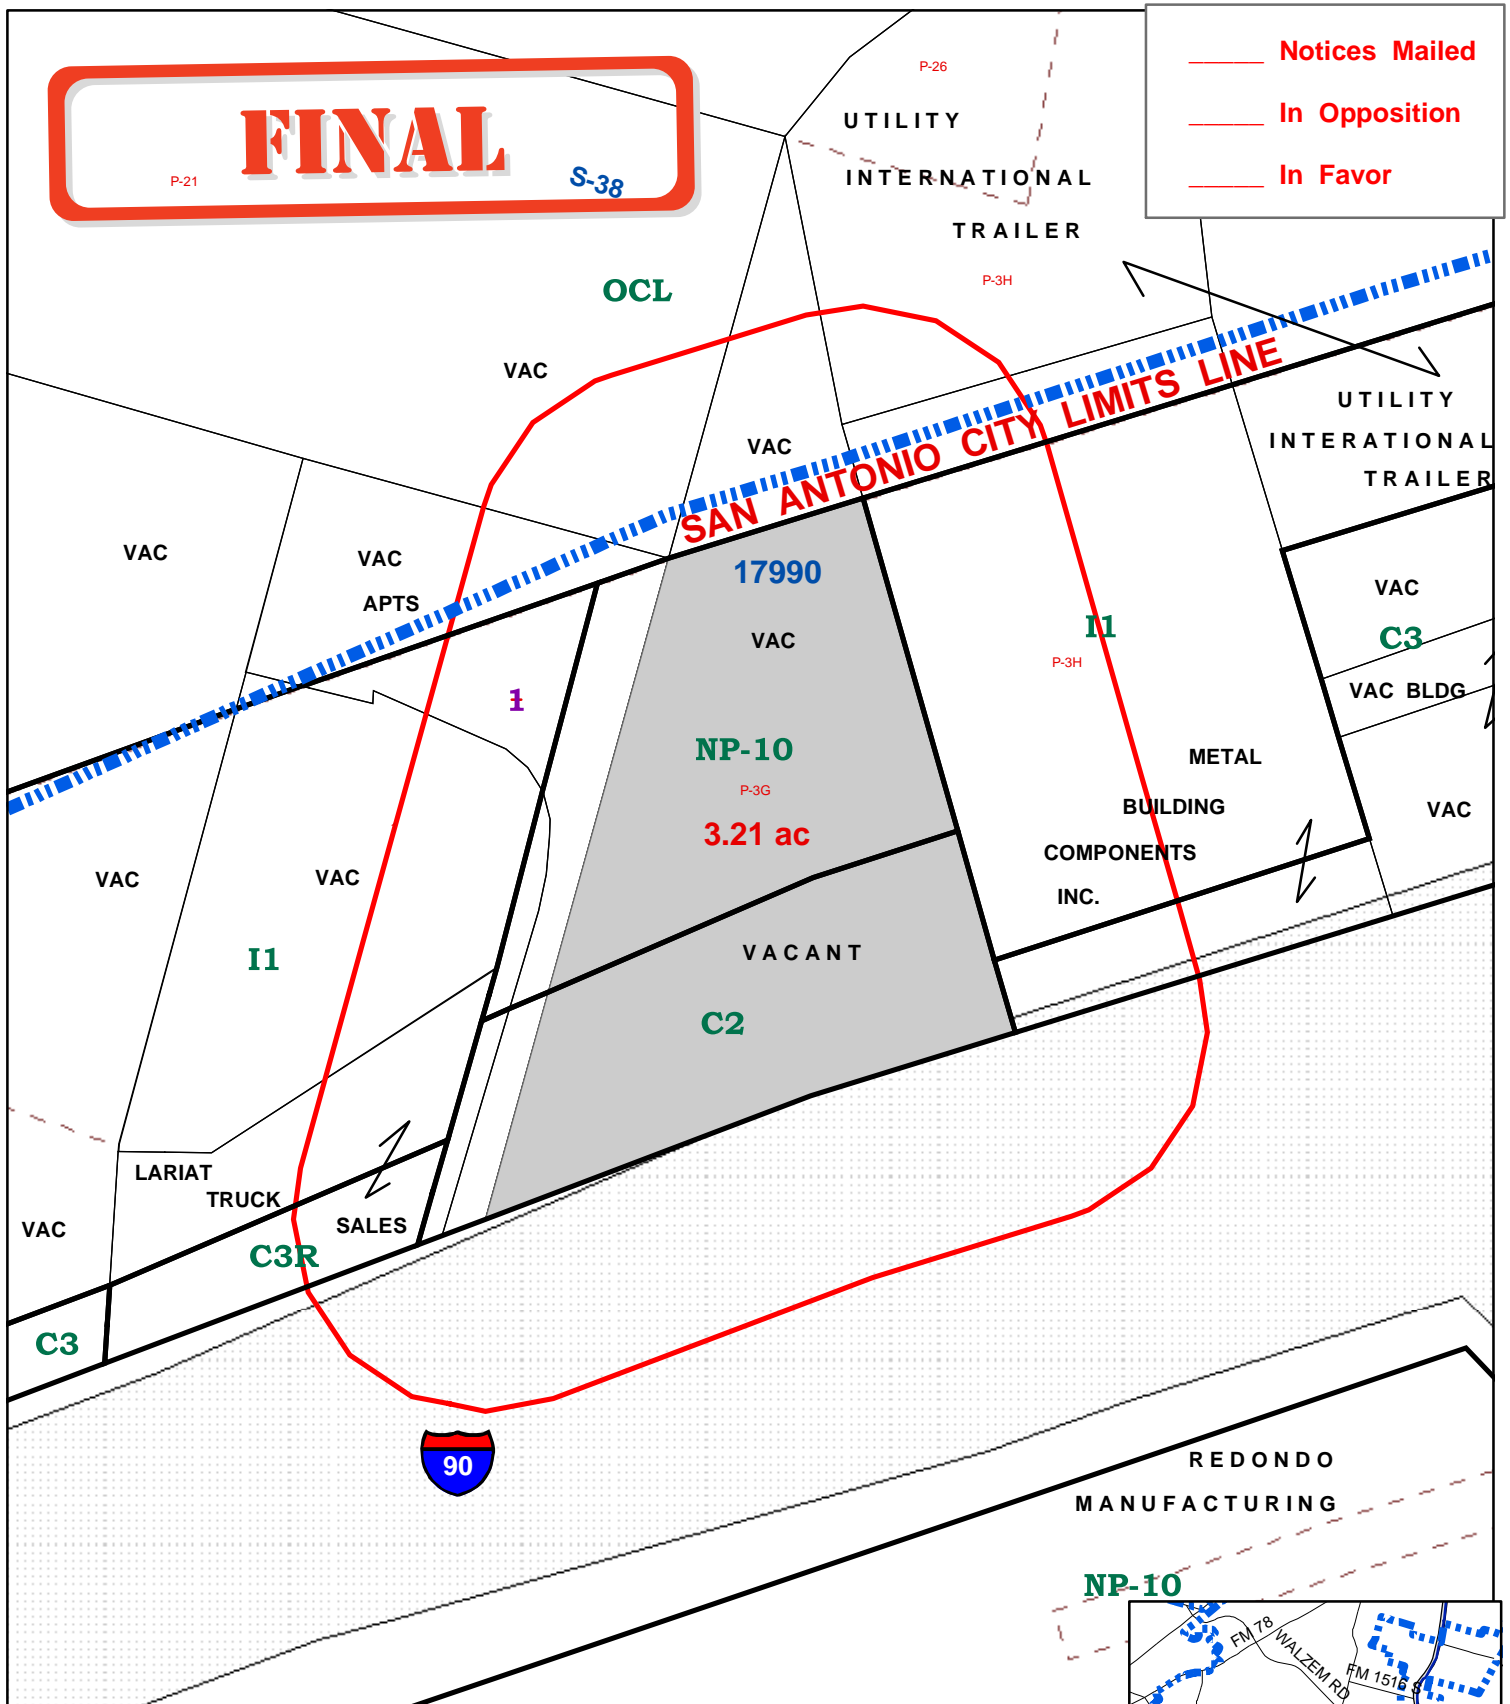 _____ Notices Mailed
_____ In Opposition
_____ In Favor
FINAL
P-21
S-38
P-26
UTILITY
INTERNATIONAL
TRAILER
P-3H
OCL
VAC
VAC
SAN ANTONIO CITY LIMITS LINE
UTILITY
INTERATIONAL
TRAILER
VAC
VAC
APTS
17990
VAC
I1
P-3H
VAC
C3
VAC BLDG
1
NP-10
P-3G
3.21 ac
METAL
BUILDING
COMPONENTS
INC.
VAC
VAC
VAC
I1
VACANT
C2
LARIAT
TRUCK
SALES
VAC
C3R
C3
90
REDONDO
MANUFACTURING
NP-10
FM 78
WALZEM RD
FM 1516 S